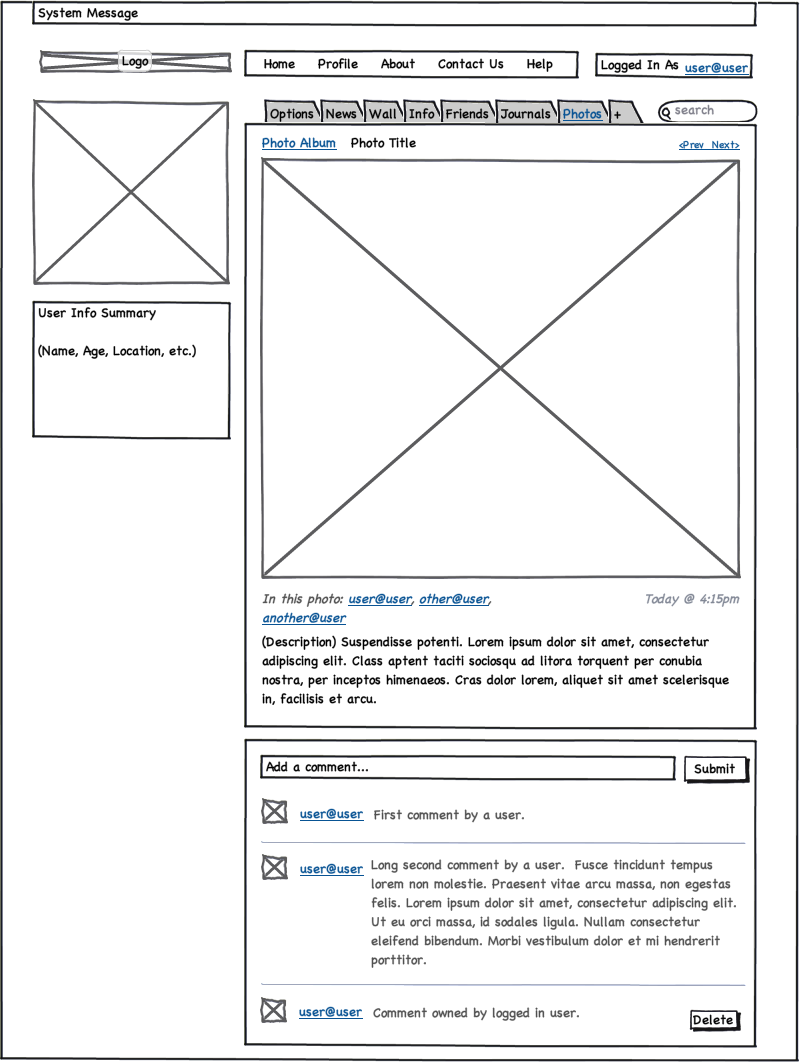 System Message
Logo
Home Profile About Contact Us Help
Logged In As user@user
Options News Wall Info Friends Journals Photos +
search
Photo Album Photo Title
<Prev Next>
User Info Summary
(Name, Age, Location, etc.)
In this photo: user@user, other@user,
another@user
Today @ 4:15pm
(Description) Suspendisse potenti. Lorem ipsum dolor sit amet, consectetur
adipiscing elit. Class aptent taciti sociosqu ad litora torquent per conubia
nostra, per inceptos himenaeos. Cras dolor lorem, aliquet sit amet scelerisque
in, facilisis et arcu.
Add a comment...
Submit
user@user First comment by a user.
user@user Long second comment by a user. Fusce tincidunt tempus
lorem non molestie. Praesent vitae arcu massa, non egestas
felis. Lorem ipsum dolor sit amet, consectetur adipiscing elit.
Ut eu orci massa, id sodales ligula. Nullam consectetur
eleifend bibendum. Morbi vestibulum dolor et mi hendrerit
porttitor.
user@user Comment owned by logged in user.
Delete